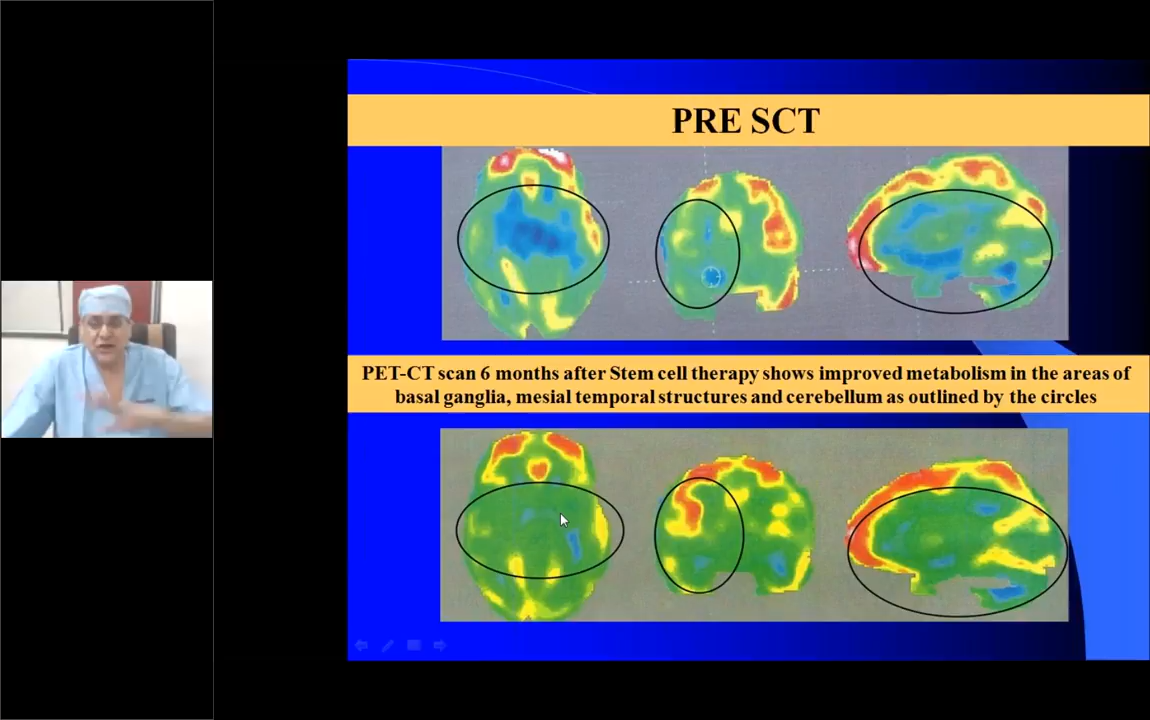 PRE SCT
PET-CT scan 6 months after Stem cell therapy shows improved metabolism in the areas of
basal ganglia, mesial temporal structures and cerebellum as outlined by the circles